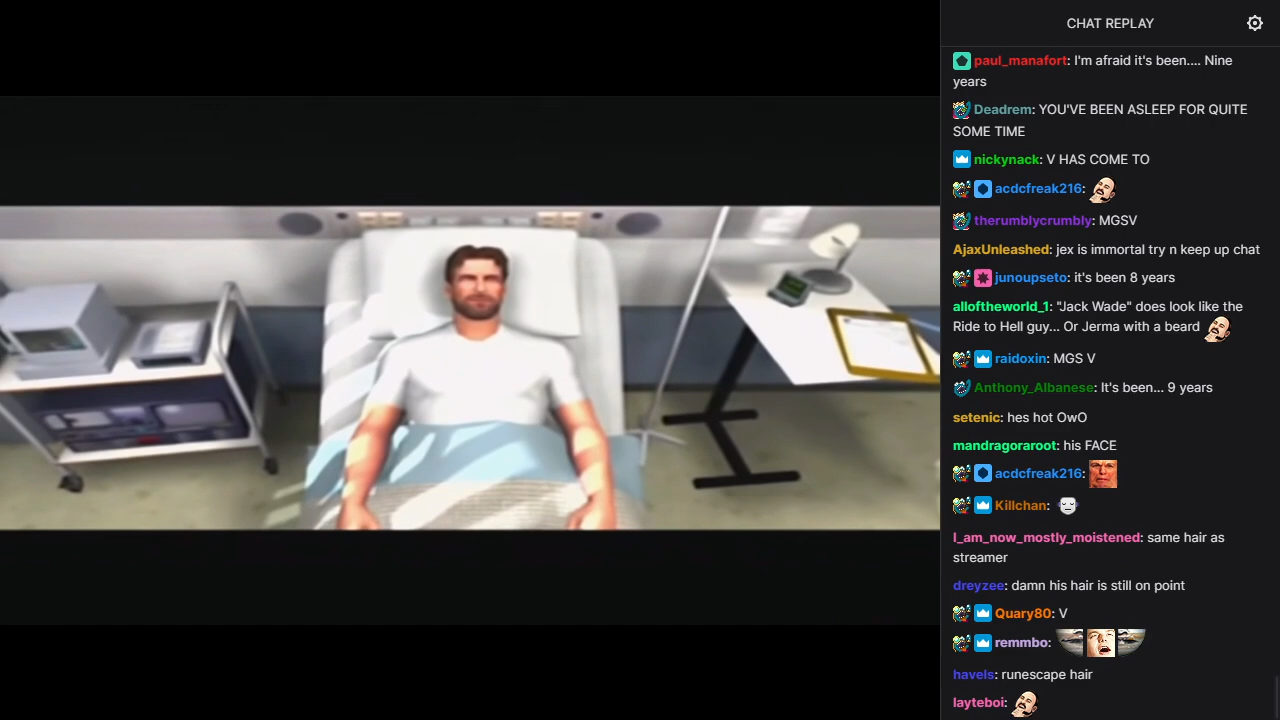 CHAT REPLAY
paul_manafort: I'm afraid it's been.... Nine
years
Deadrem: YOU'VE BEEN ASLEEP FOR QUITE
SOME TIME
nickynack: V HAS COME TO
acdcfreak216:
therumblycrumbly: MGSV
AjaxUnleashed: jex is immortal try n keep up chat
junoupseto: it's been 8 years
alloftheworld_1: "Jack Wade" does look like the
Ride to Hell guy... Or Jerma with a beard
raidoxin: MGS V
Anthony_Albanese: It's been... 9 years
setenic: hes hot OwO
mandragoraroot: his FACE
acdcfreak216:
Killchan:
I_am_now_mostly_moistened: same hair as
streamer
dreyzee: damn his hair is still on point
Quary80: V
remmbo:
havels: runescape hair
layteboi: